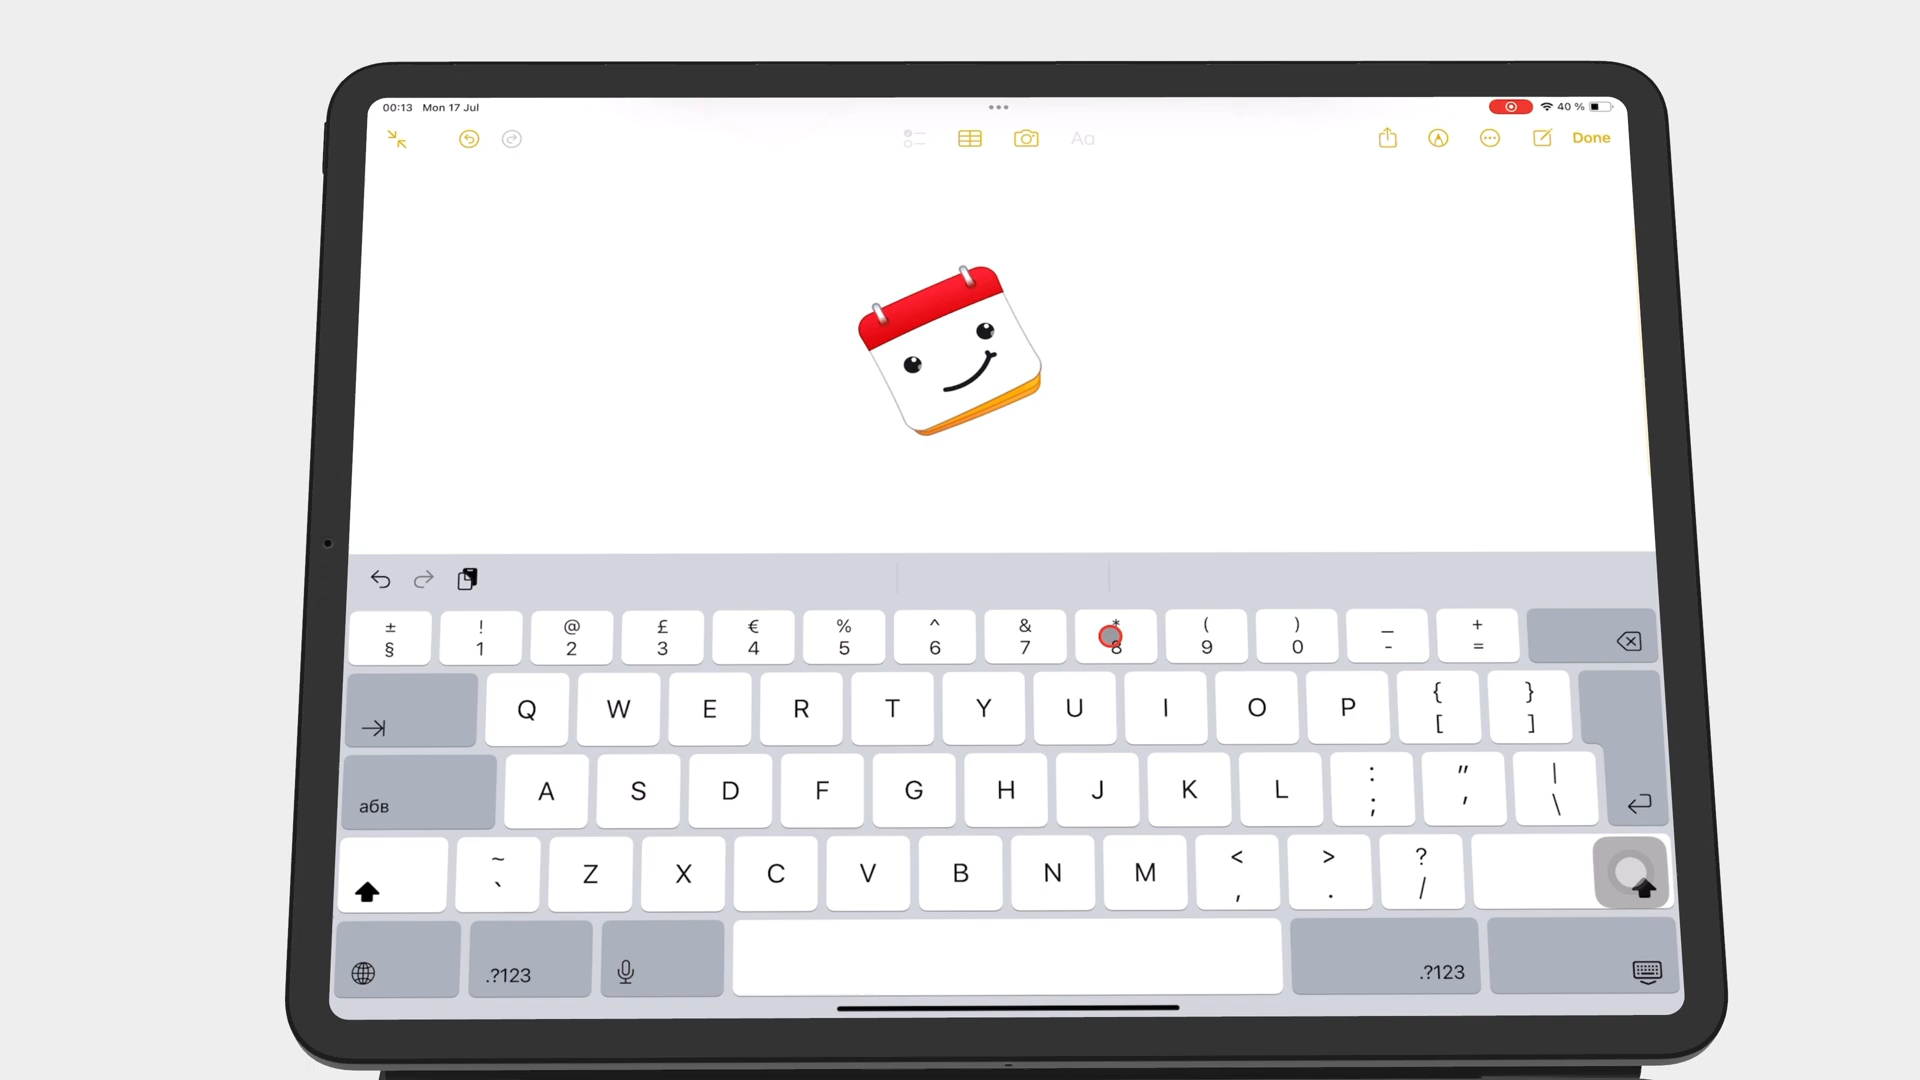 00:13 Mon 17 Jul
40 %
Aa
Done
± ! @ £ € % ^ & * ( ) _ +
§ 1 2 3 4 5 6 7 8 9 0 - =
Q W E R T Y U I O P { }
[ ]
абв A S D F G H J K L : " |
; ' \
~ Z X C V B N M < > ?
` , . /
.?123 .?123